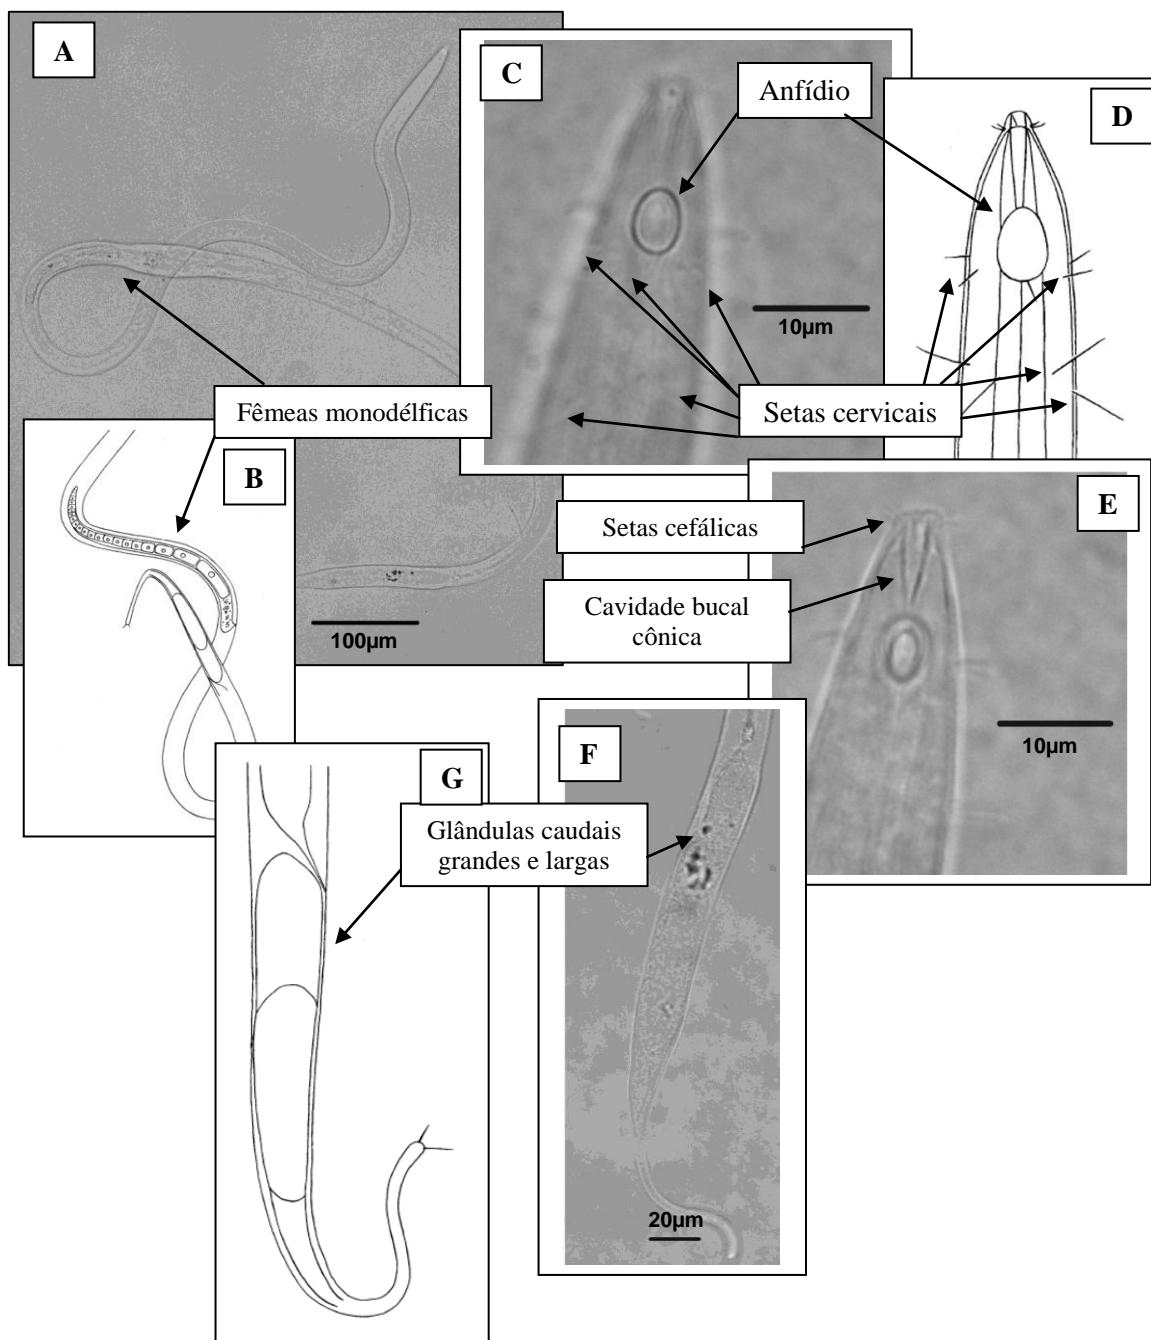 A
C
Anfídio
D
10µm
Fêmeas monodélficas
Setas cervicais
B
E
Setas cefálicas
Cavidade bucal
cônica
100µm
10µm
F
G
Glândulas caudais
grandes e largas
20µm